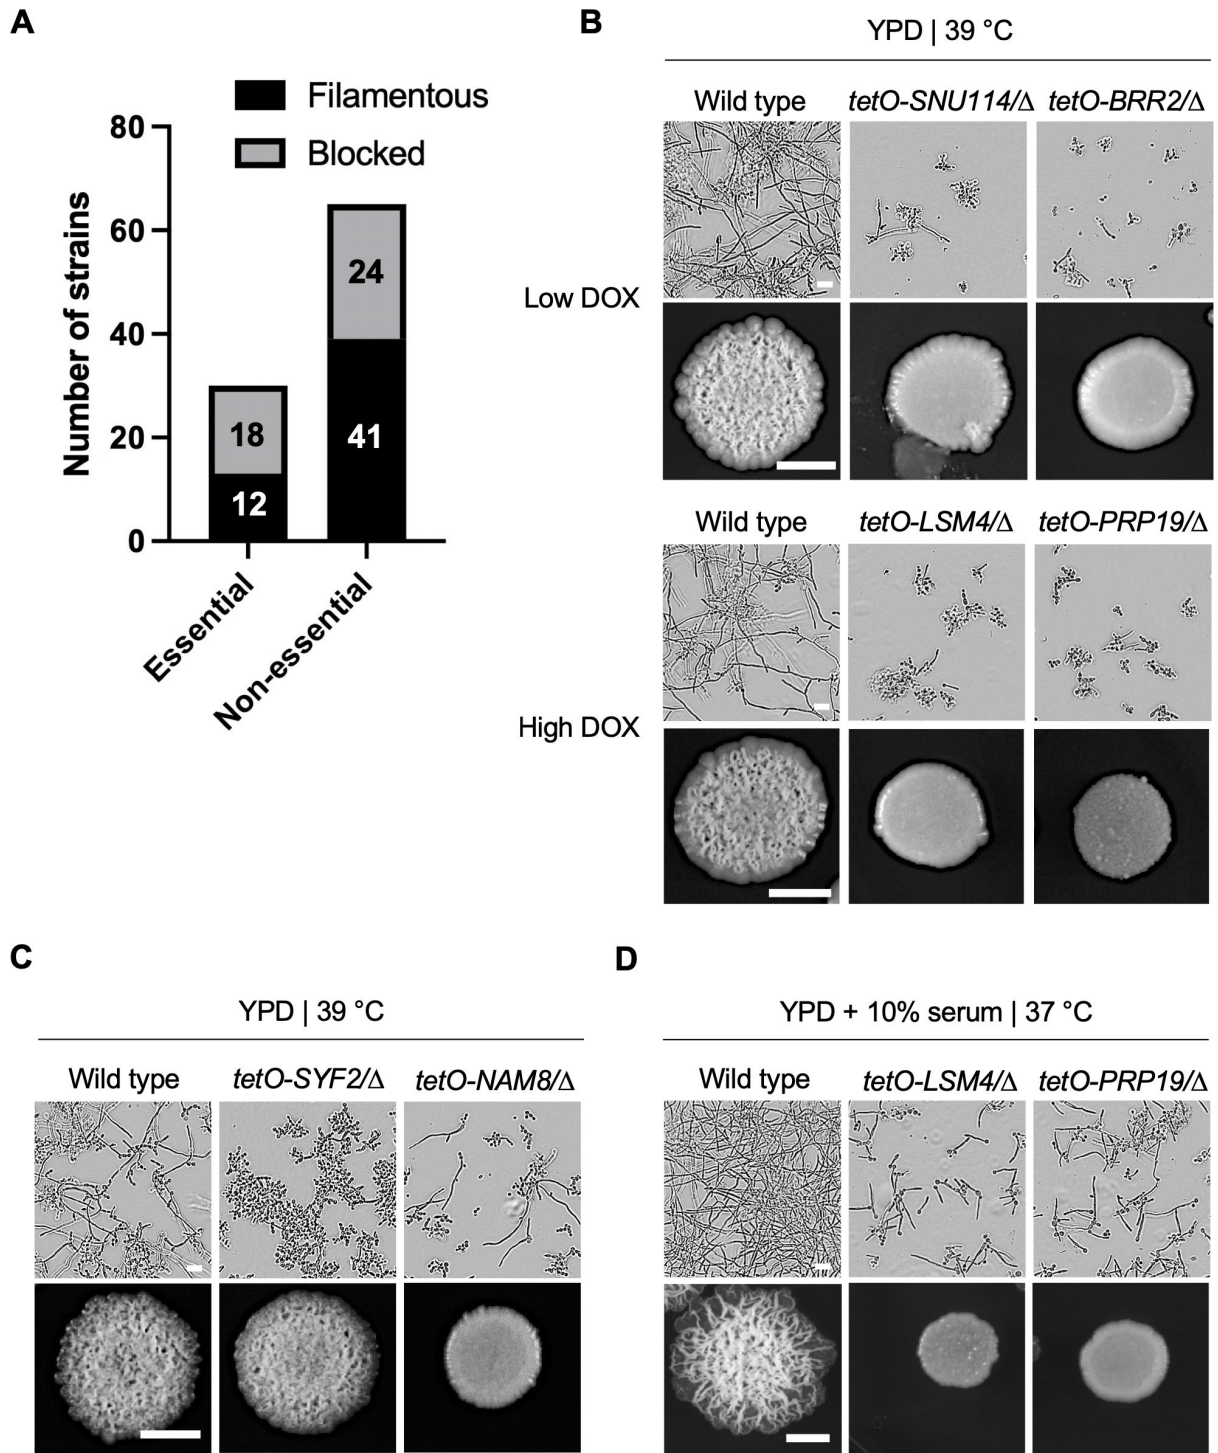 A
Filamentous
Blocked
Number of strains
80
60
40
20
0
24
41
18
12
Essential
Non-essential
B
YPD | 39 °C
Wild type tetO-SNU114/Δ tetO-BRR2/Δ
Low DOX
Wild type tetO-LSM4/Δ tetO-PRP19/Δ
High DOX
C
YPD | 39 °C
Wild type tetO-SYF2/Δ tetO-NAM8/Δ
D
YPD + 10% serum | 37 °C
Wild type tetO-LSM4/Δ tetO-PRP19/Δ